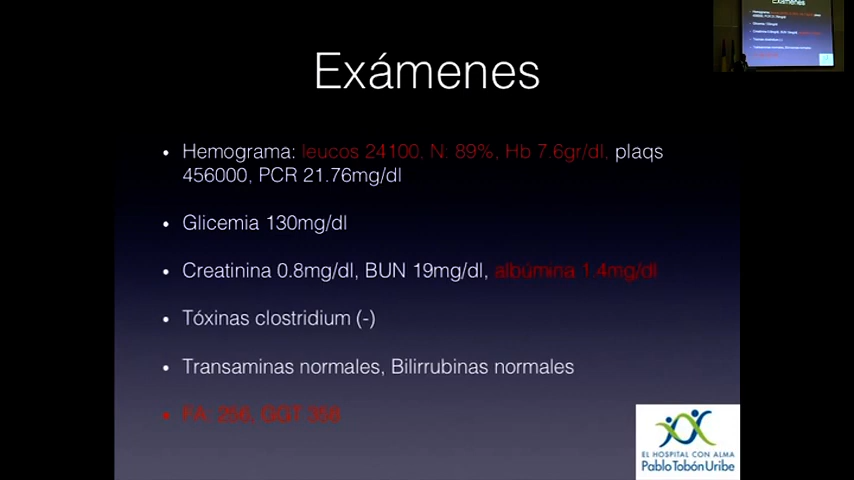 Exámenes
Hemograma: leucos 24100, N: 89%, Hb 7.6gr/dl, plaqs
456000, PCR 21.76mg/dl
Glicemia 130mg/dl
Creatinina 0.8mg/dl, BUN 19mg/dl, albúmina 1.4mg/dl
Tóxinas clostridium (-)
Transaminas normales, Bilirrubinas normales
FA: 256, GGT 358
EL HOSPITAL CON ALMA
Pablo Tobón Uribe